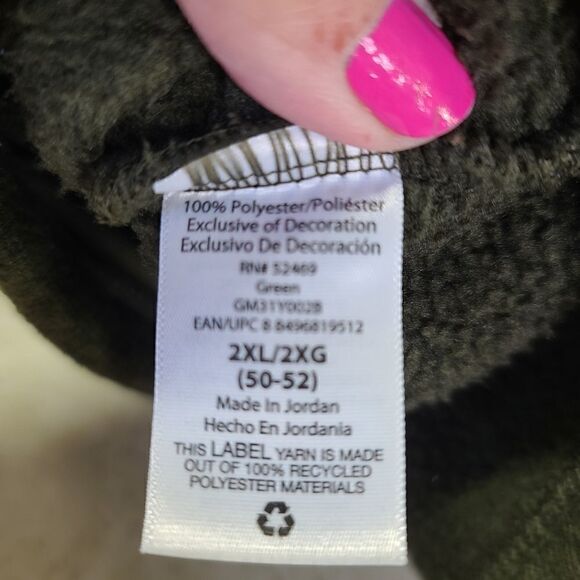 100% Polyester/Poliéster
Exclusive of Decoration
Exclusivo De Decoración
RN# 52469
Green
GM31Y002B
EAN/UPC 8 8496819512
2XL/2XG
(50-52)
Made In Jordan
Hecho En Jordania
THIS LABEL YARN IS MADE
OUT OF 100% RECYCLED
POLYESTER MATERIALS